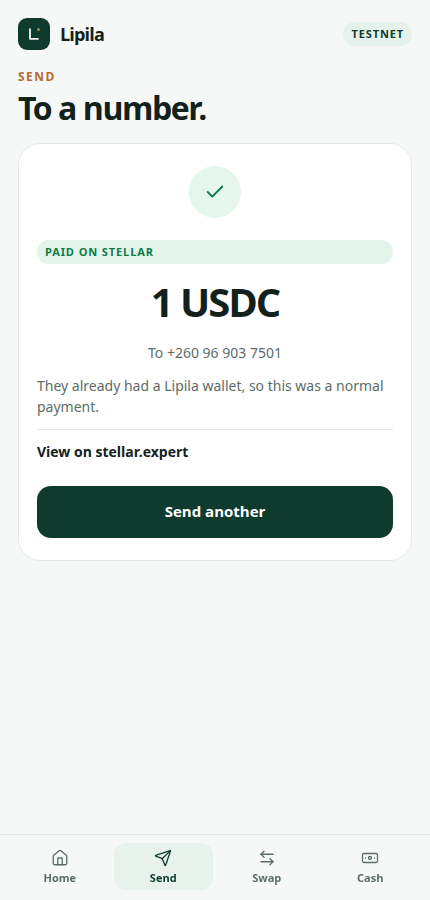 Lipila
TESTNET
SEND
To a number.
PAID ON STELLAR
1 USDC
To +260 96 903 7501
They already had a Lipila wallet, so this was a normal
payment.
View on stellar.expert
Send another
Home
Send
Swap
Cash